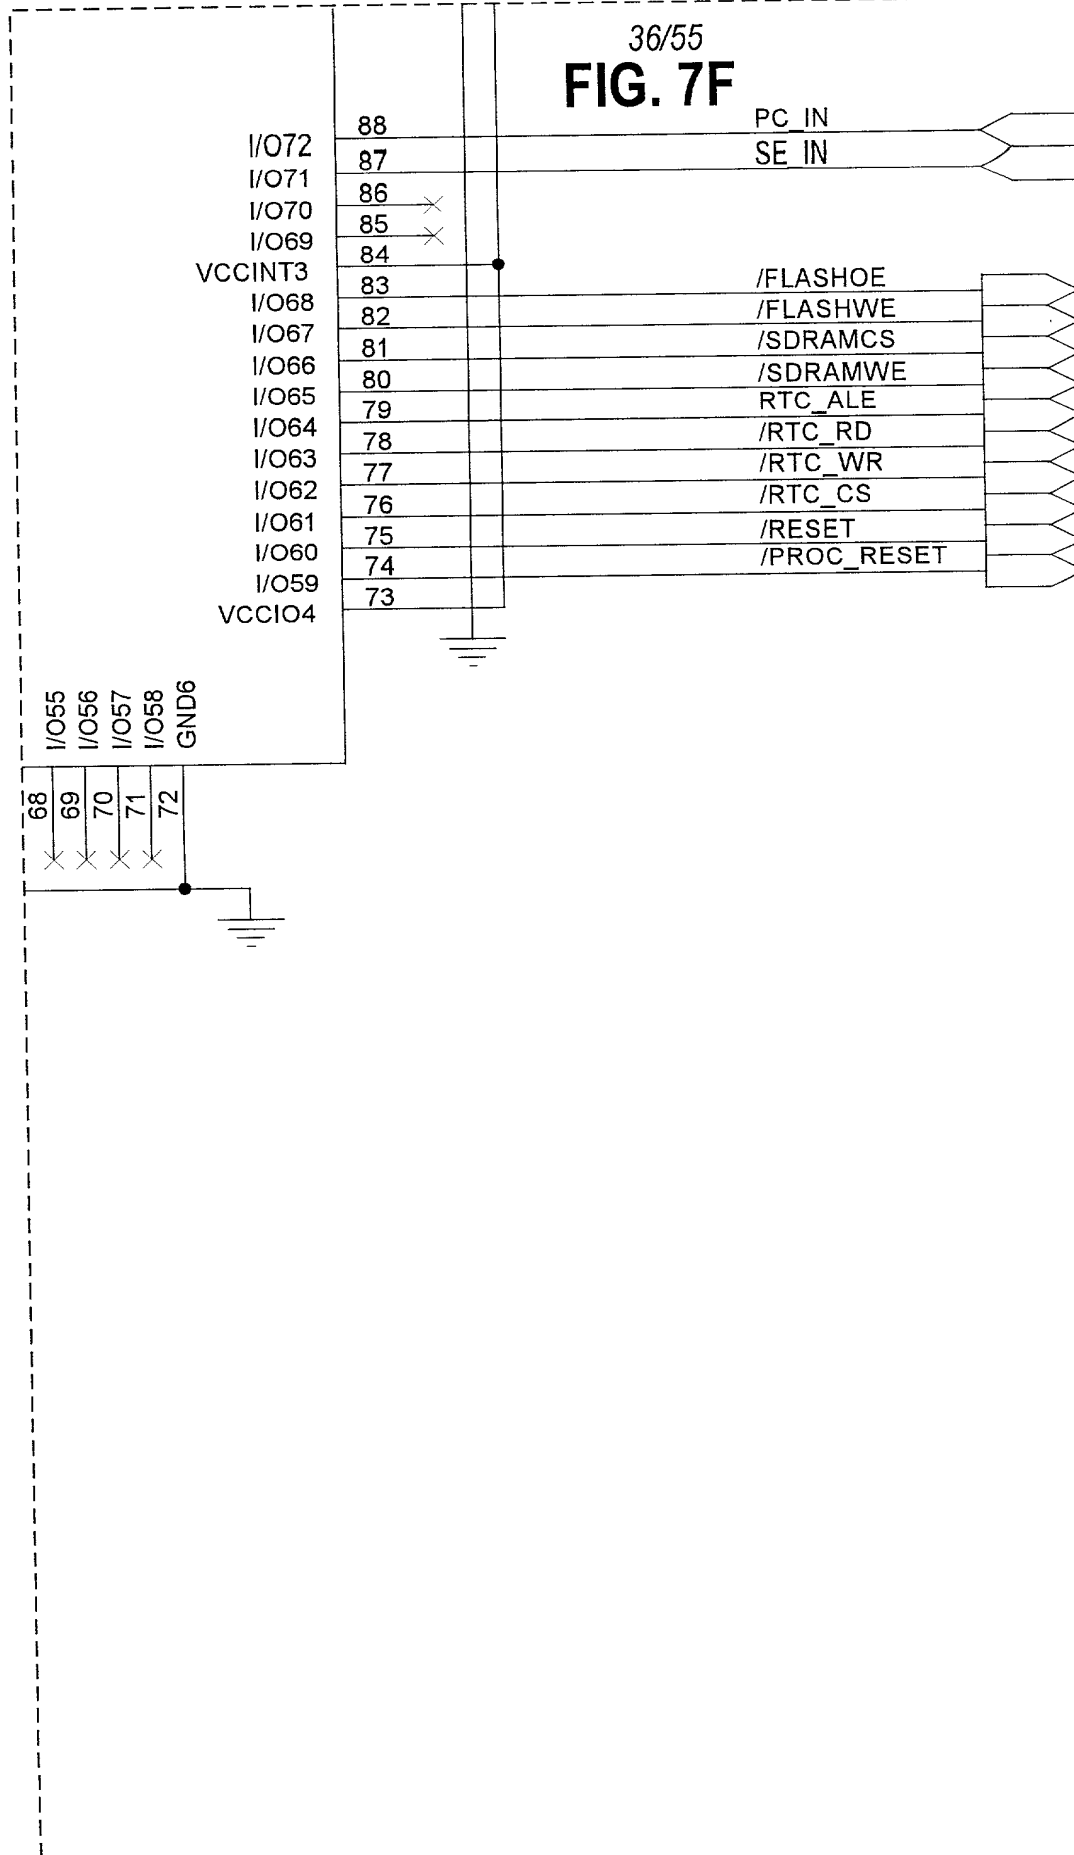 36/55
FIG. 7F
I/O72 88 PC_IN
I/O71 87 SE_IN
I/O70 86
I/O69 85
VCCINT3 84
I/O68 83 /FLASHOE
I/O67 82 /FLASHWE
I/O66 81 /SDRAMCS
I/O65 80 /SDRAMWE
I/O64 79 RTC_ALE
I/O63 78 /RTC_RD
I/O62 77 /RTC_WR
I/O61 76 /RTC_CS
I/O60 75 /RESET
I/O59 74 /PROC_RESET
VCCIO4 73
I/O55 68
I/O56 69
I/O57 70
I/O58 71
GND6 72